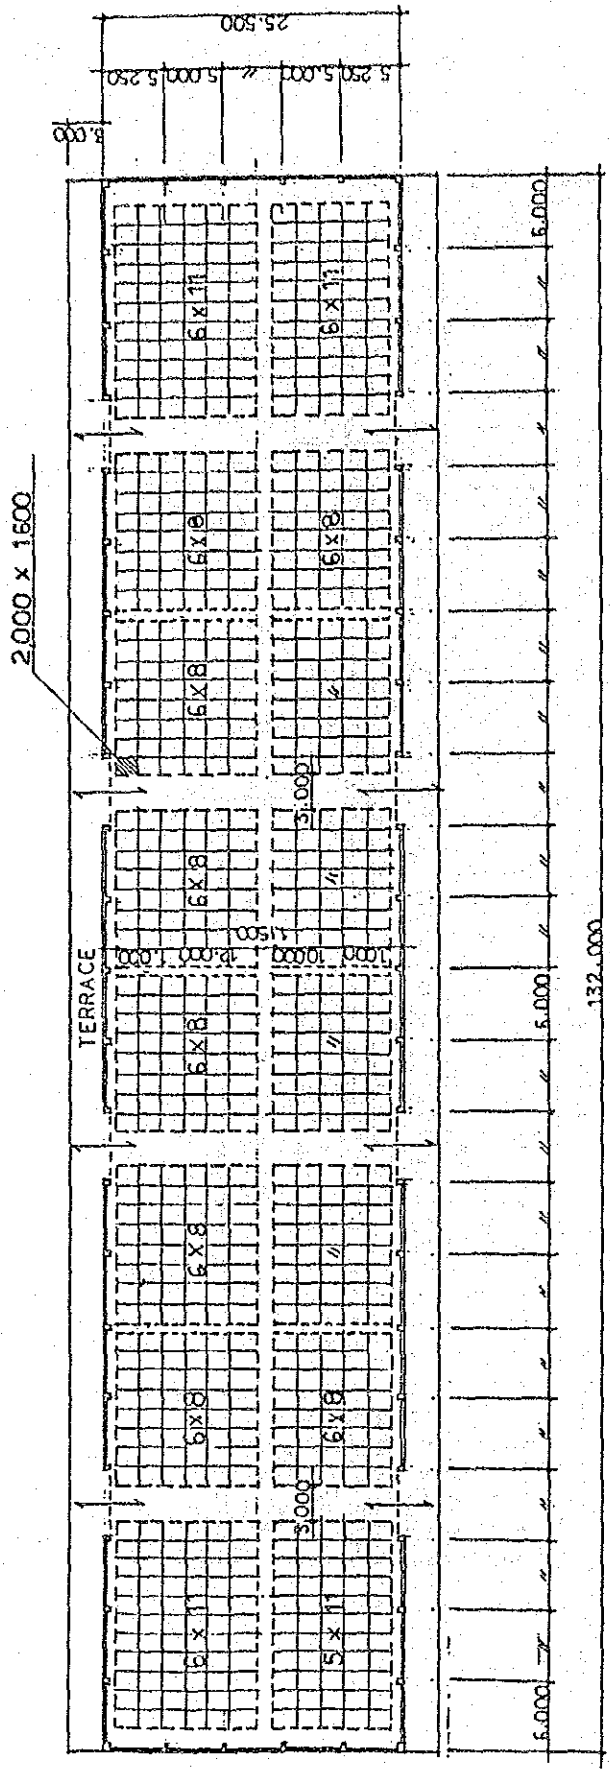 25.500
5.250
5.000
〃
5.000
5.250
3.000
2,000 x 1600
TERRACE
6 x 11
6 x 8
6 x 8
6 x 8
6 x 8
6 x 8
6 x 8
6 x 11
6 x 11
6 x 8
〃
〃
〃
〃
6 x 8
5 x 11
3.000
3.000
1.000
12.000
1.500
10.000
1.000
6.000
〃
〃
〃
〃
〃
〃
〃
〃
6.000
〃
〃
〃
〃
〃
〃
〃
6.000
132.000